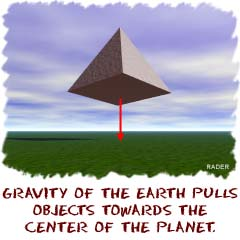 RADER
GRAVITY OF THE EARTH PULLS
OBJECTS TOWARDS THE
CENTER OF THE PLANET.